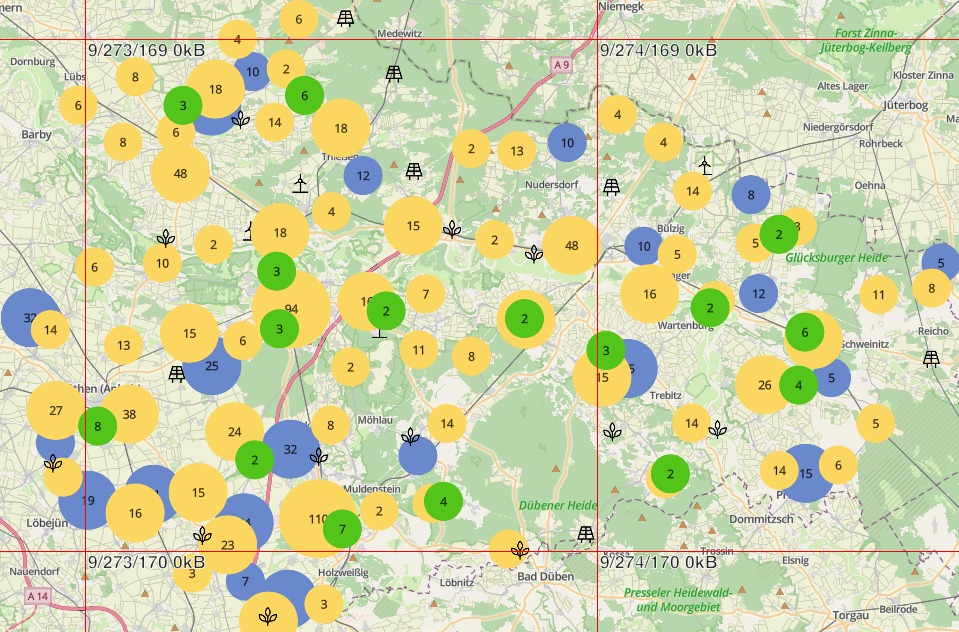 Niemegk
6
Medewitz
4
Forst Zinna-
Jüterbog-Keilberg
9/273/169 0kB
9/274/169 0kB
A 9
Dornburg
Lübs
8
10
2
Kloster Zinna
Altes Lager
18
6
3
6
Jüterbog
4
14
18
Niedergörsdorf
Barby
6
8
4
Rohrbeck
2
13
10
48
12
Nudersdorf
14
8
Oehna
4
15
18
Bülzig
2
2
2
48
10
5
5
Glücksburger Heide
6
10
3
5
8
7
16
12
11
94
2
2
32
14
3
2
Wartenburg
6
Reicho
15
6
13
3
11
8
Schweinitz
25
2
15
5
26
4
Trebitz
27
38
8
Möhlau
14
14
5
8
24
32
2
2
14
15
6
19
15
Muldenstein
4
Löbejün
16
110
7
2
Dübener Heide
Dommitzsch
23
9/273/170 0kB
9/274/170 0kB
Trossin
Elsnig
Nauendorf
3
7
Holzweißig
Löbnitz
Bad Düben
A 14
3
Presseler Heidewald-
und Moorgebiet
Torgau
Beilrode